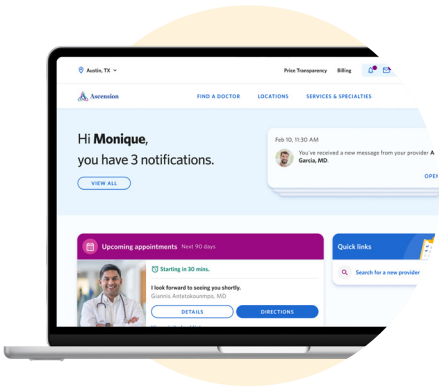 Austin, TX
Price Transparency Billing
Ascension
FIND A DOCTOR LOCATIONS SERVICES & SPECIALTIES
Hi Monique,
you have 3 notifications.
VIEW ALL
Feb 10, 11:30 AM
You've received a new message from your provider A
Garcia, MD.
OPEN
Upcoming appointments Next 90 days
Quick links
Starting in 30 mins.
Search for a new provider
I look forward to seeing you shortly.
Giannis Antetokounmpo, MD
DETAILS DIRECTIONS